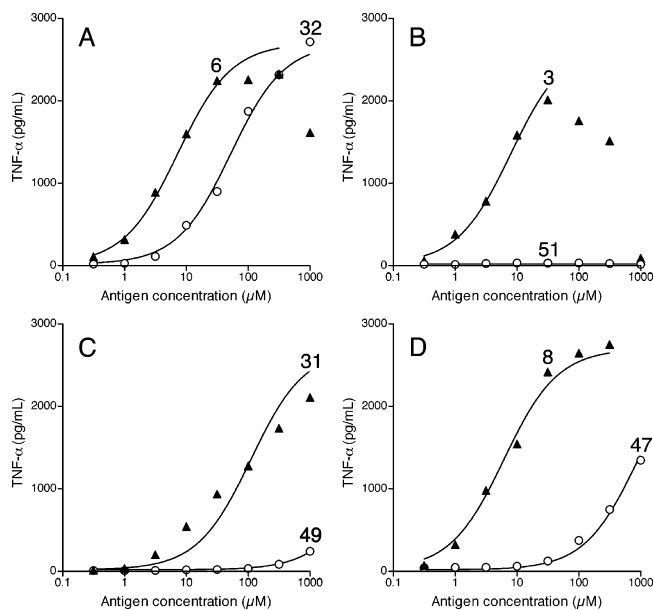 A
B
32
6
3
51
3000
2000
1000
0
TNF-α (pg/mL)
0.1 1 10 100 1000
Antigen concentration (µM)
3000
2000
1000
0
TNF-α (pg/mL)
0.1 1 10 100 1000
Antigen concentration (µM)
C
D
31
49
8
47
3000
2000
1000
0
TNF-α (pg/mL)
0.1 1 10 100 1000
Antigen concentration (µM)
3000
2000
1000
0
TNF-α (pg/mL)
0.1 1 10 100 1000
Antigen concentration (µM)